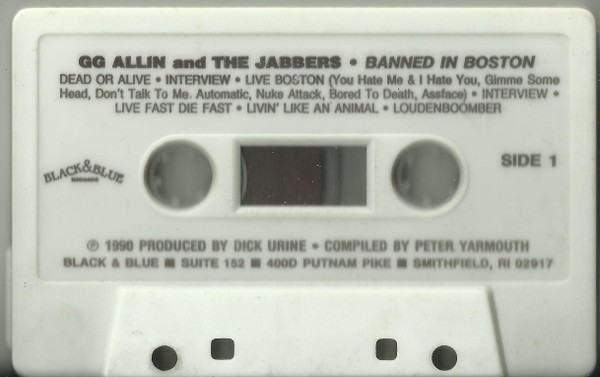 GG ALLIN and THE JABBERS • BANNED IN BOSTON
DEAD OR ALIVE • INTERVIEW • LIVE BOSTON (You Hate Me & I Hate You, Gimme Some
Head, Don't Talk To Me. Automatic, Nuke Attack, Bored To Death, Assface) • INTERVIEW •
LIVE FAST DIE FAST • LIVIN' LIKE AN ANIMAL • LOUDENBOOMBER
BLACK&BLUE
RECORDS
SIDE 1
℗ 1990 PRODUCED BY DICK URINE • COMPILED BY PETER YARMOUTH
BLACK & BLUE ■ SUITE 152 ■ 400D PUTNAM PIKE ■ SMITHFIELD, RI 02917